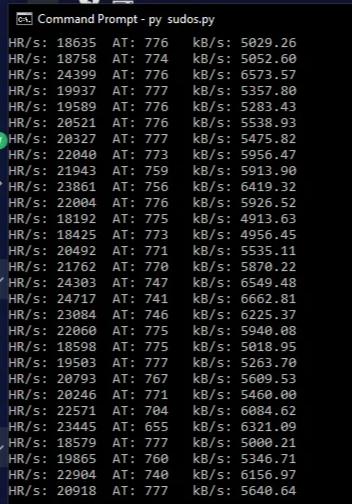 Command Prompt - py sudos.py
HR/s: 18635 AT: 776 kB/s: 5029.26
HR/s: 18758 AT: 774 kB/s: 5052.60
HR/s: 24399 AT: 776 kB/s: 6573.57
HR/s: 19937 AT: 777 kB/s: 5357.80
HR/s: 19589 AT: 776 kB/s: 5283.43
HR/s: 20521 AT: 776 kB/s: 5538.93
HR/s: 20327 AT: 777 kB/s: 5475.82
HR/s: 22040 AT: 773 kB/s: 5956.47
HR/s: 21943 AT: 759 kB/s: 5913.90
HR/s: 23861 AT: 756 kB/s: 6419.32
HR/s: 22004 AT: 776 kB/s: 5926.52
HR/s: 18192 AT: 775 kB/s: 4913.63
HR/s: 18425 AT: 773 kB/s: 4956.45
HR/s: 20492 AT: 771 kB/s: 5535.11
HR/s: 21762 AT: 770 kB/s: 5870.22
HR/s: 24303 AT: 747 kB/s: 6549.48
HR/s: 24717 AT: 741 kB/s: 6662.81
HR/s: 23084 AT: 746 kB/s: 6225.37
HR/s: 22060 AT: 775 kB/s: 5940.08
HR/s: 18598 AT: 775 kB/s: 5018.95
HR/s: 19503 AT: 777 kB/s: 5263.70
HR/s: 20793 AT: 767 kB/s: 5609.53
HR/s: 20246 AT: 771 kB/s: 5460.00
HR/s: 22571 AT: 704 kB/s: 6084.62
HR/s: 23445 AT: 655 kB/s: 6321.09
HR/s: 18579 AT: 777 kB/s: 5000.21
HR/s: 19865 AT: 760 kB/s: 5346.71
HR/s: 22904 AT: 740 kB/s: 6156.97
HR/s: 20918 AT: 777 kB/s: 5640.64